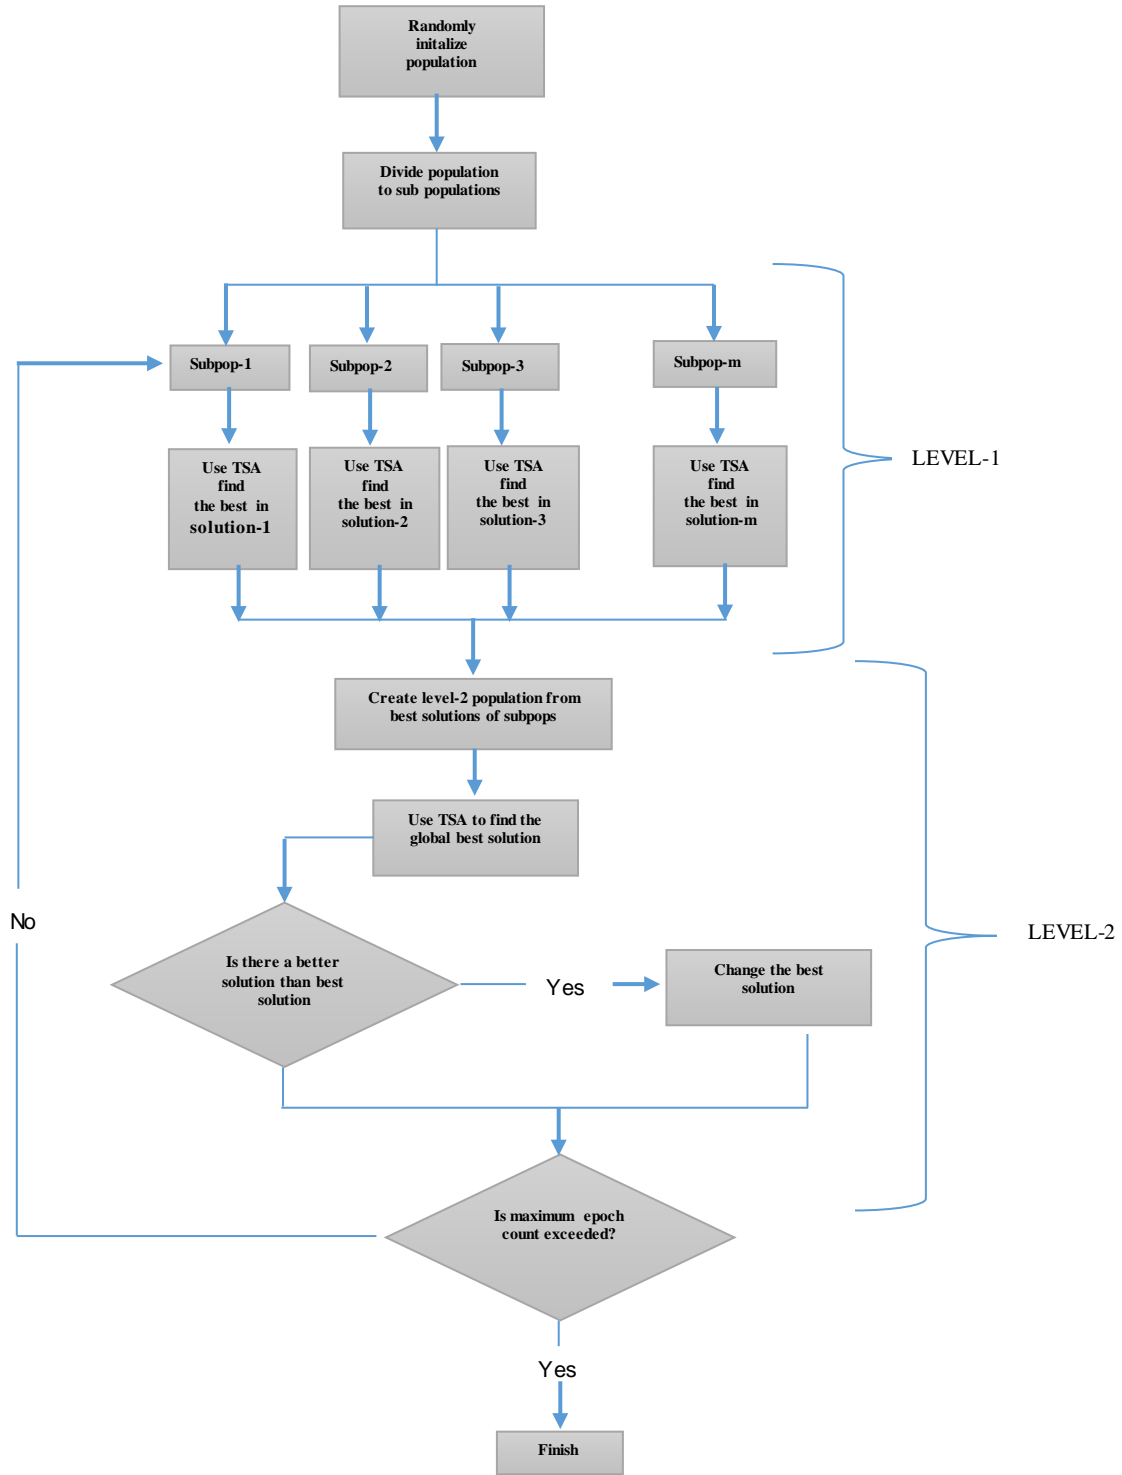 Randomly
initalize
population
Divide population
to sub populations
Subpop-1
Subpop-2
Subpop-3
Subpop-m
Use TSA
find
the best in
solution-1
Use TSA
find
the best in
solution-2
Use TSA
find
the best in
solution-3
Use TSA
find
the best in
solution-m
LEVEL-1
Create level-2 population from
best solutions of subpops
Use TSA to find the
global best solution
No
Is there a better
solution than best
solution
Yes
Change the best
solution
LEVEL-2
Is maximum epoch
count exceeded?
Yes
Finish